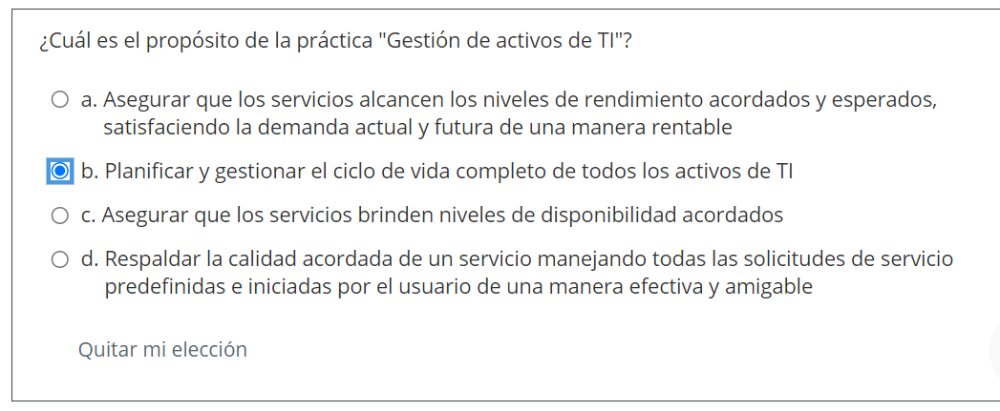 ¿Cuál es el propósito de la práctica "Gestión de activos de TI"?
a. Asegurar que los servicios alcancen los niveles de rendimiento acordados y esperados,
satisfaciendo la demanda actual y futura de una manera rentable
b. Planificar y gestionar el ciclo de vida completo de todos los activos de TI
c. Asegurar que los servicios brinden niveles de disponibilidad acordados
d. Respaldar la calidad acordada de un servicio manejando todas las solicitudes de servicio
predefinidas e iniciadas por el usuario de una manera efectiva y amigable
Quitar mi elección